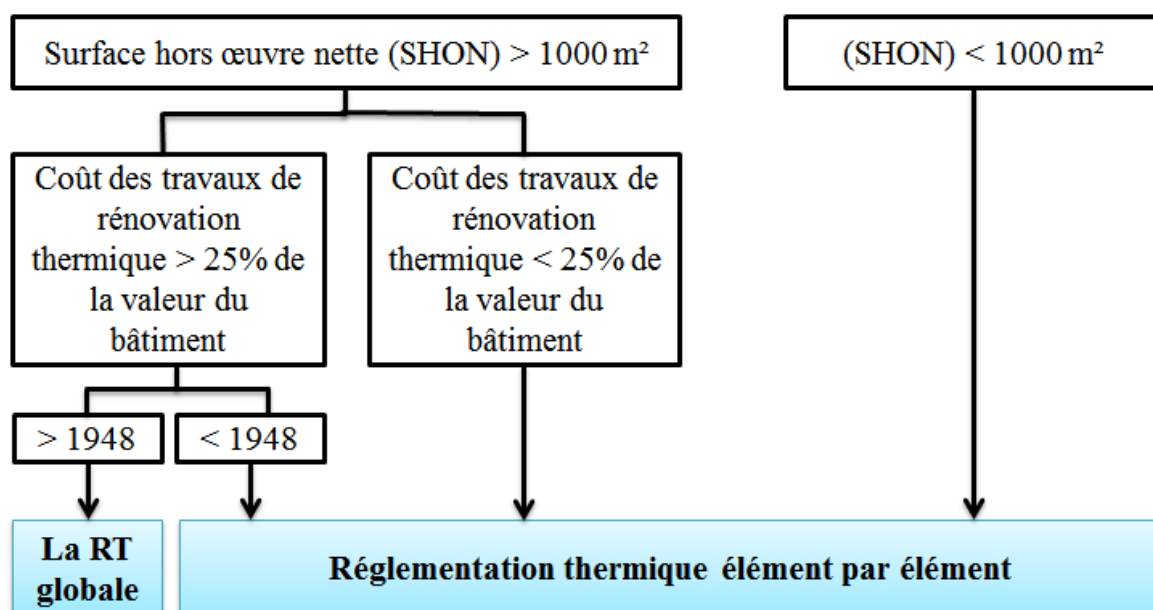 Surface hors œuvre nette (SHON) > 1000 m²
(SHON) < 1000 m²
Coût des travaux de
rénovation
thermique > 25% de
la valeur du
bâtiment
Coût des travaux de
rénovation
thermique < 25% de
la valeur du
bâtiment
> 1948
< 1948
La RT
globale
Réglementation thermique élément par élément